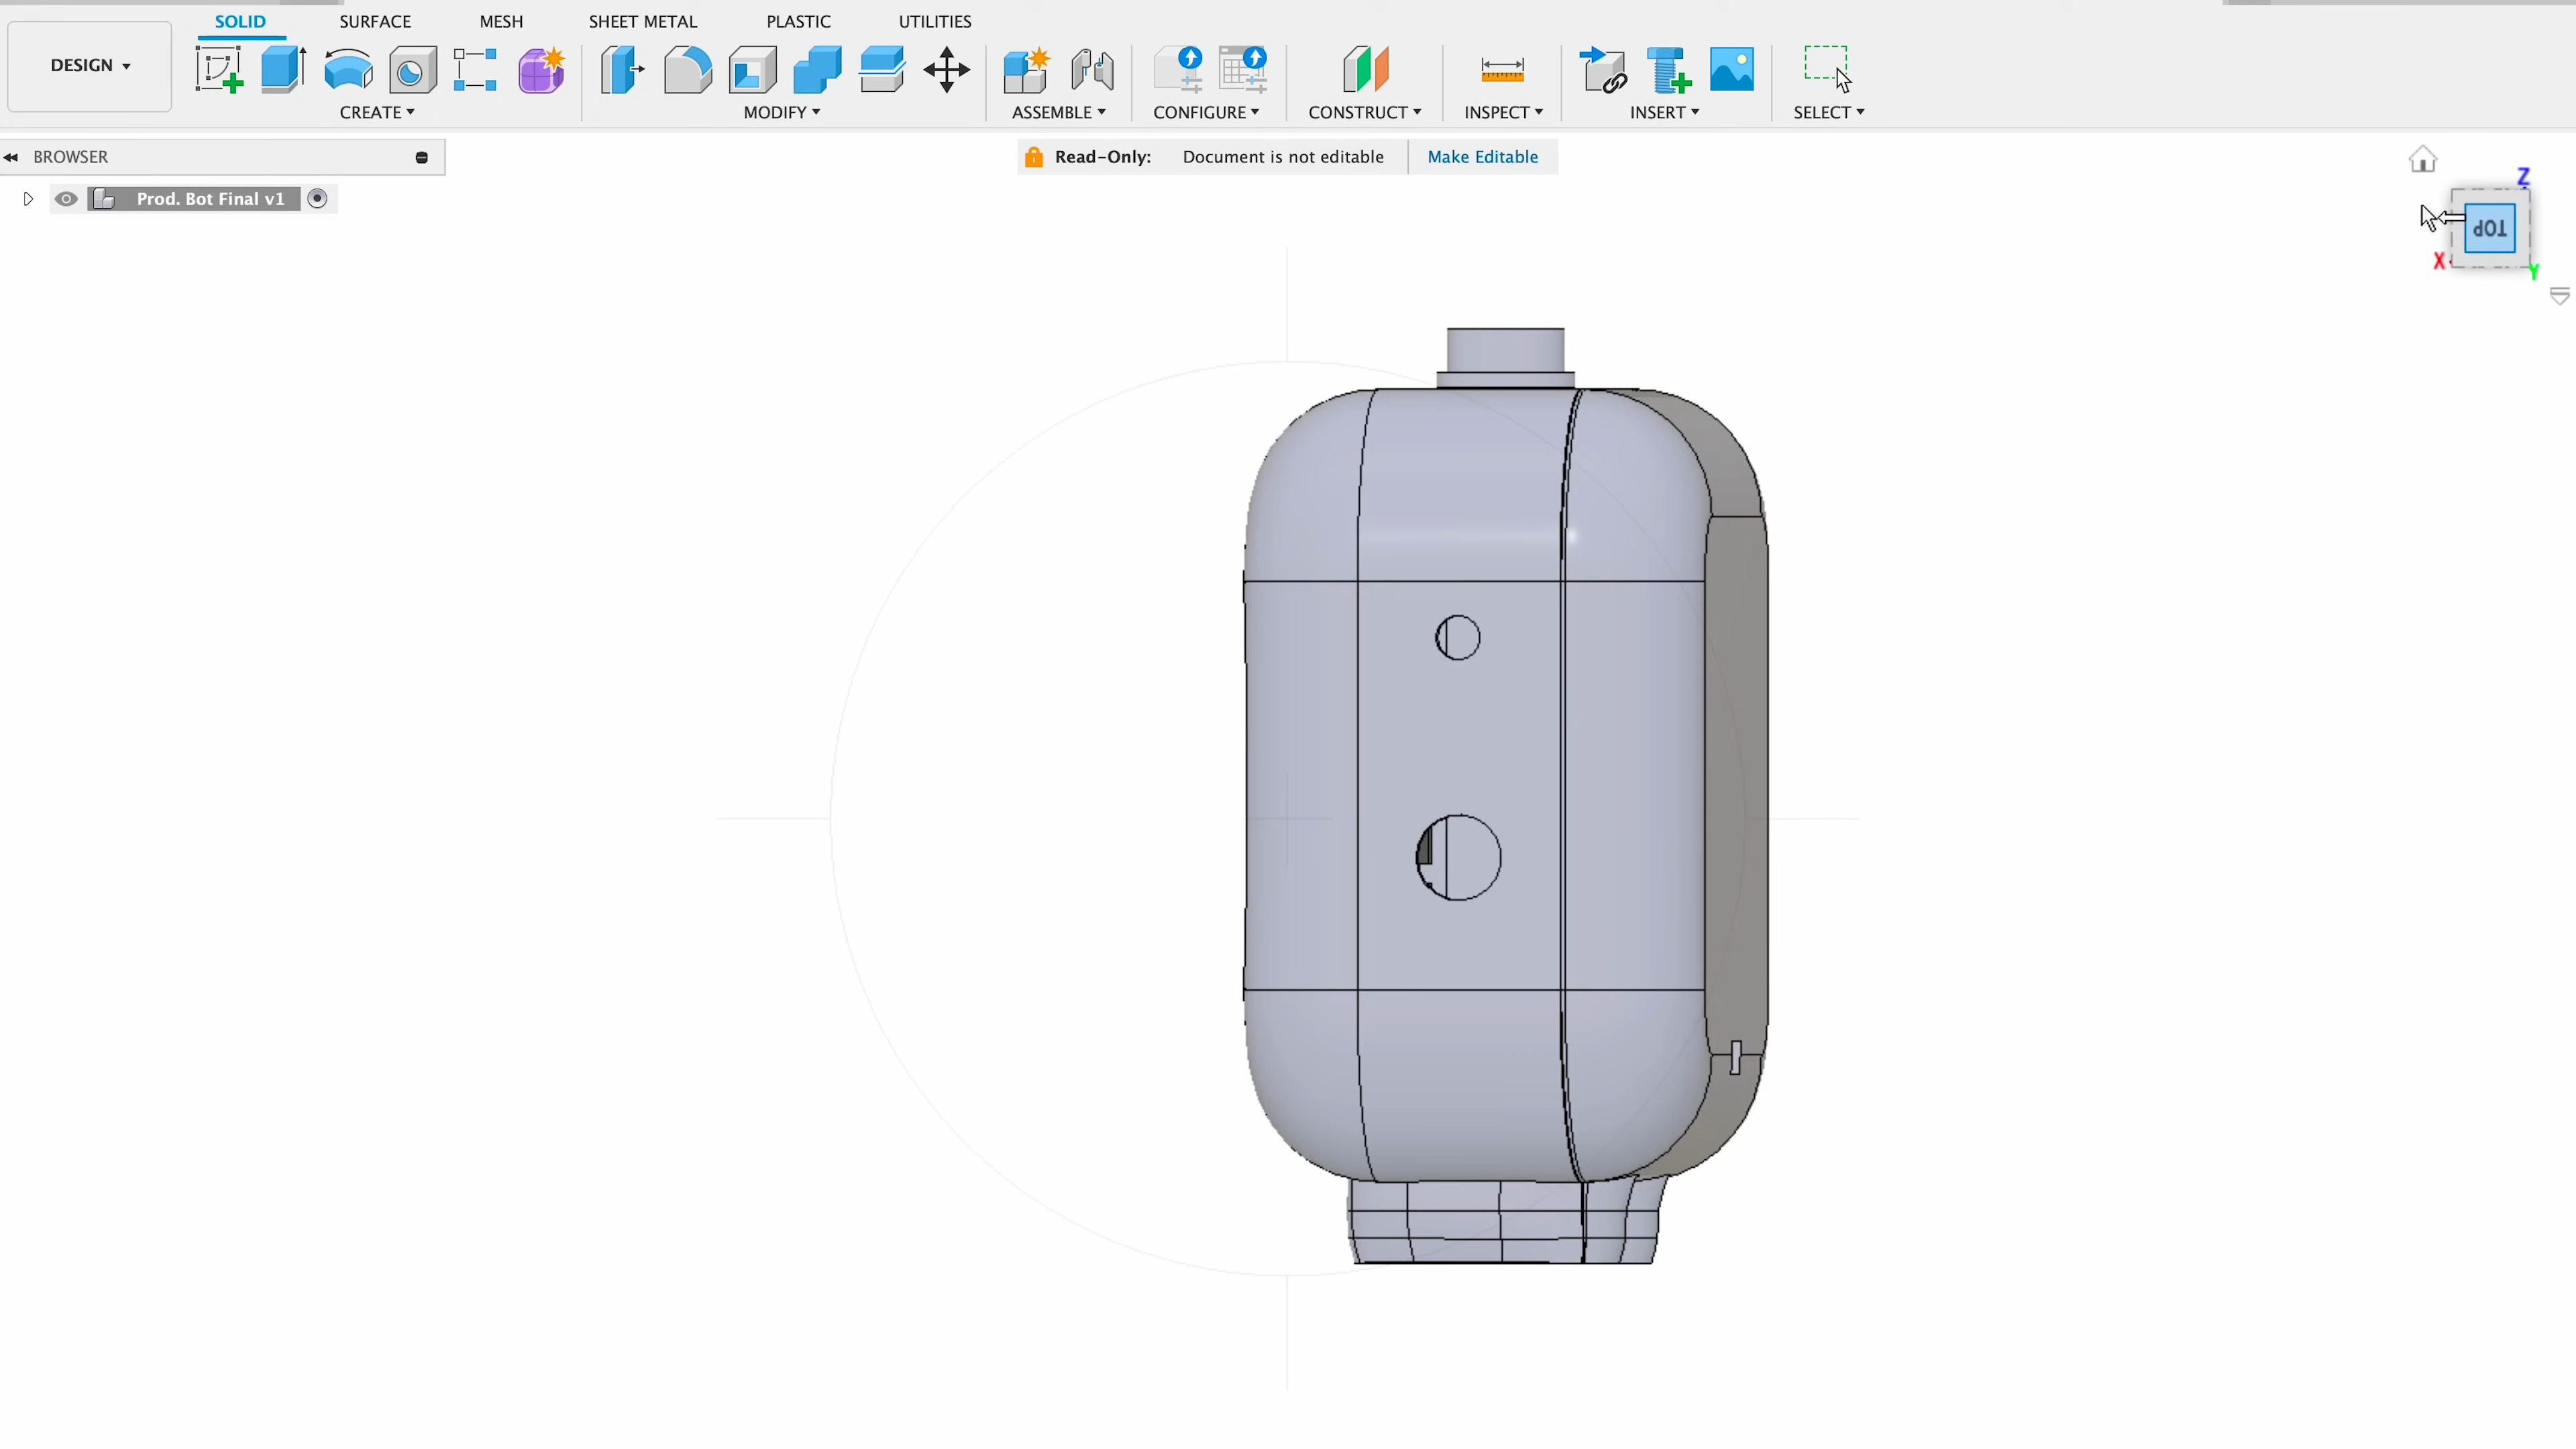 SOLID SURFACE MESH SHEET METAL PLASTIC UTILITIES
DESIGN
CREATE MODIFY ASSEMBLE CONFIGURE CONSTRUCT INSPECT INSERT SELECT
BROWSER
Read-Only: Document is not editable Make Editable
Prod. Bot Final v1
Z
TOP
X
Y